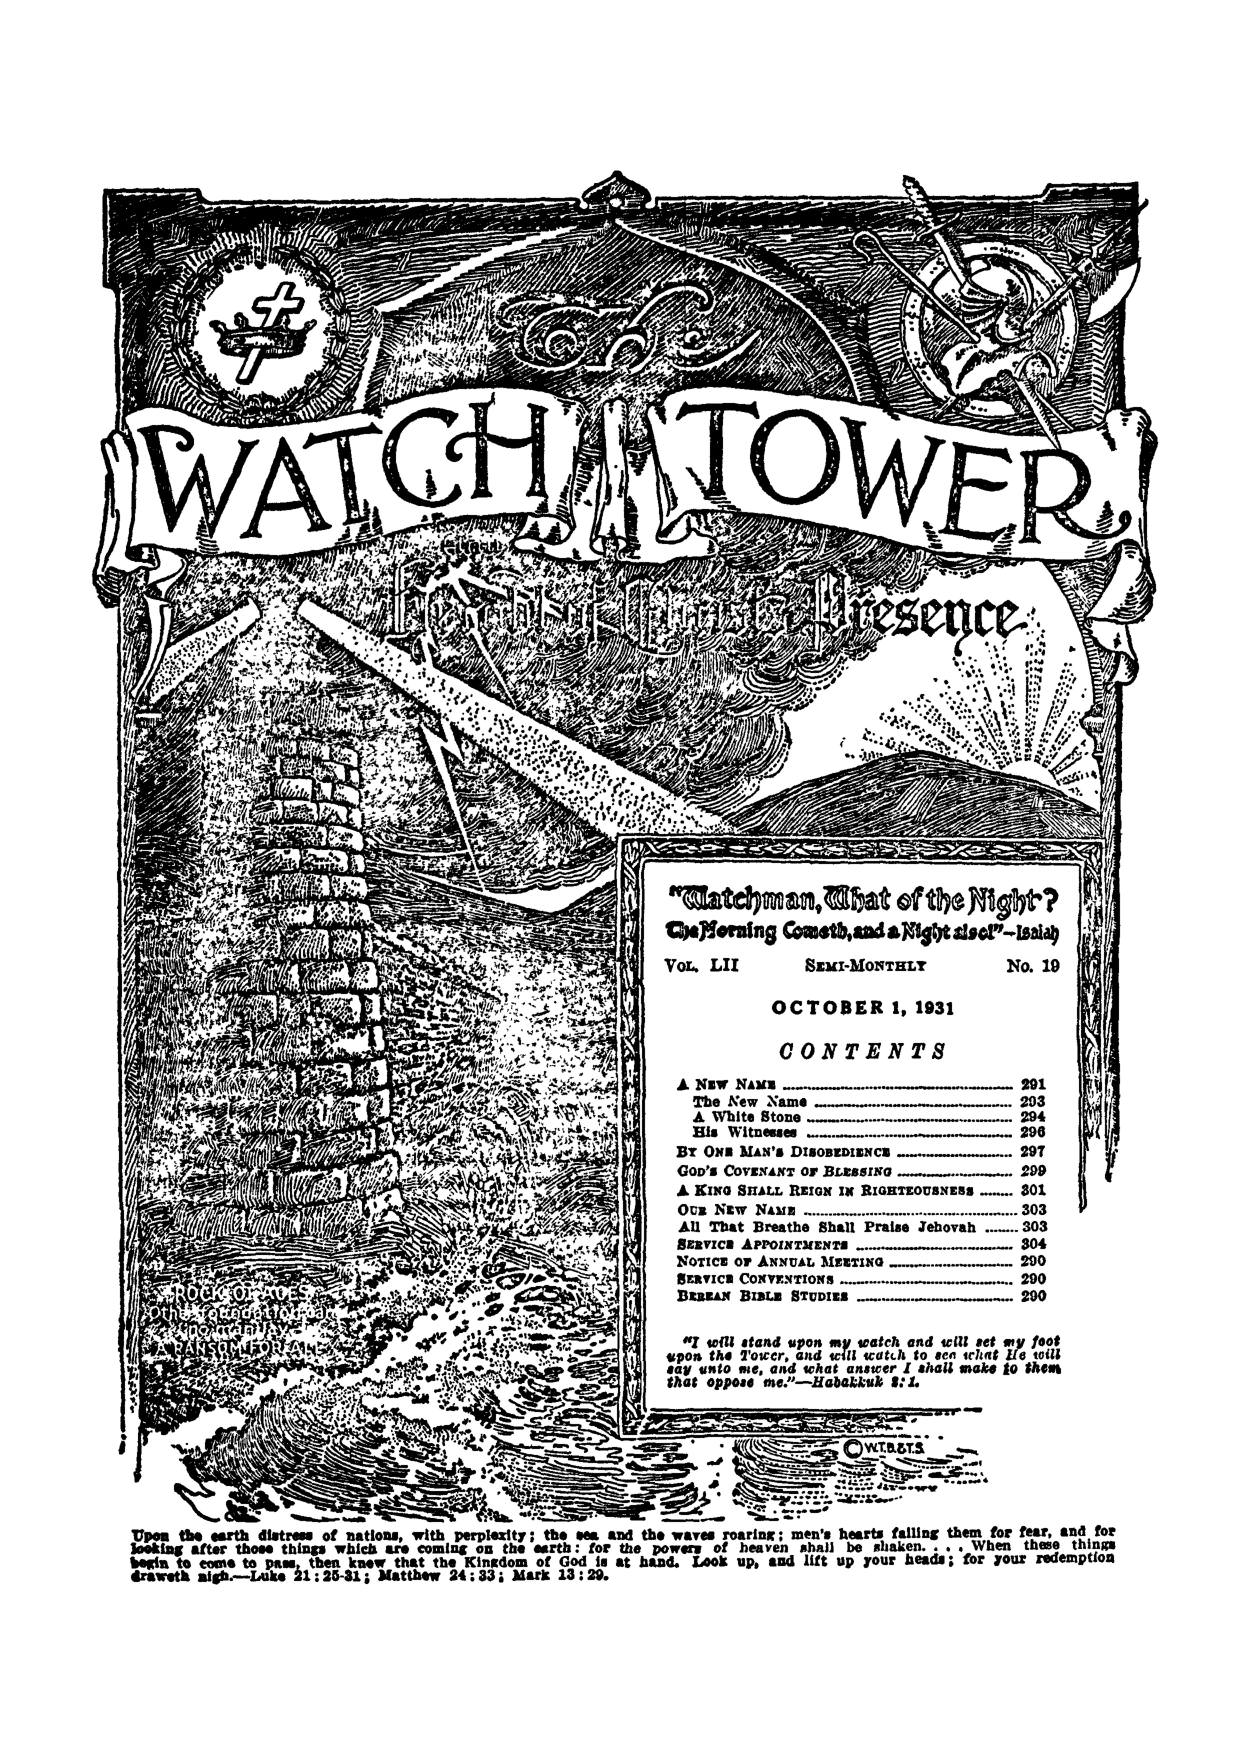 The
WATCH TOWER
Herald of Christ's Presence
"Watchman, What of the Night?
The Morning Cometh, and a Night also!"—Isaiah
VOL. LII SEMI-MONTHLY No. 19
OCTOBER 1, 1931
CONTENTS
A NEW NAME 291
The New Name 293
A White Stone 294
His Witnesses 296
BY ONE MAN'S DISOBEDIENCE 297
GOD'S COVENANT OF BLESSING 299
A KING SHALL REIGN IN RIGHTEOUSNESS 301
OUR NEW NAME 303
All That Breathe Shall Praise Jehovah 303
SERVICE APPOINTMENTS 304
NOTICE OF ANNUAL MEETING 290
SERVICE CONVENTIONS 290
BEREAN BIBLE STUDIES 290
"I will stand upon my watch and will set my foot
upon the Tower, and will watch to see what He will
say unto me, and what answer I shall make to them
that oppose me."—Habakkuk 2:1.
ROCK OF AGES
Other foundation can
no man lay
A RANSOM FOR ALL
©W.T.B.&T.S.
Upon the earth distress of nations, with perplexity; the sea and the waves roaring; men's hearts failing them for fear, and for
looking after those things which are coming on the earth: for the powers of heaven shall be shaken. . . . When these things
begin to come to pass, then know that the Kingdom of God is at hand. Look up, and lift up your heads; for your redemption
draweth nigh.—Luke 21:25-31; Matthew 24:33; Mark 13:29.